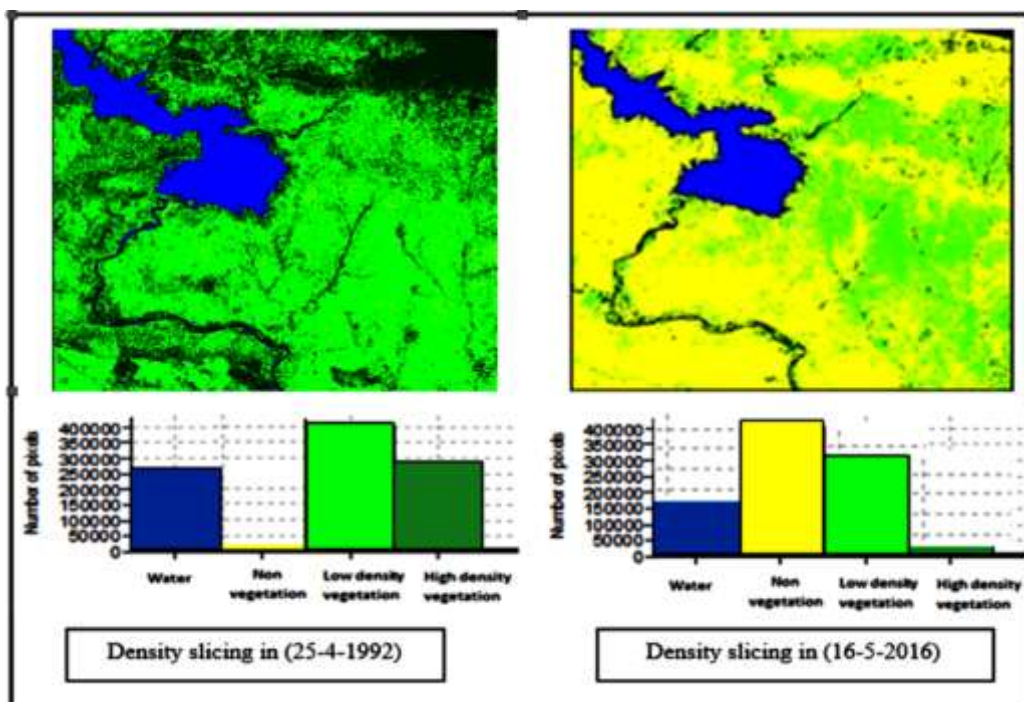 400000
350000
300000
250000
200000
150000
100000
50000
0
Number of pixels
Water
Non
vegetation
Low density
vegetation
High density
vegetation
Density slicing in (25-4-1992)
400000
350000
300000
250000
200000
150000
100000
50000
0
Number of pixels
Water
Non
vegetation
Low density
vegetation
High density
vegetation
Density slicing in (16-5-2016)